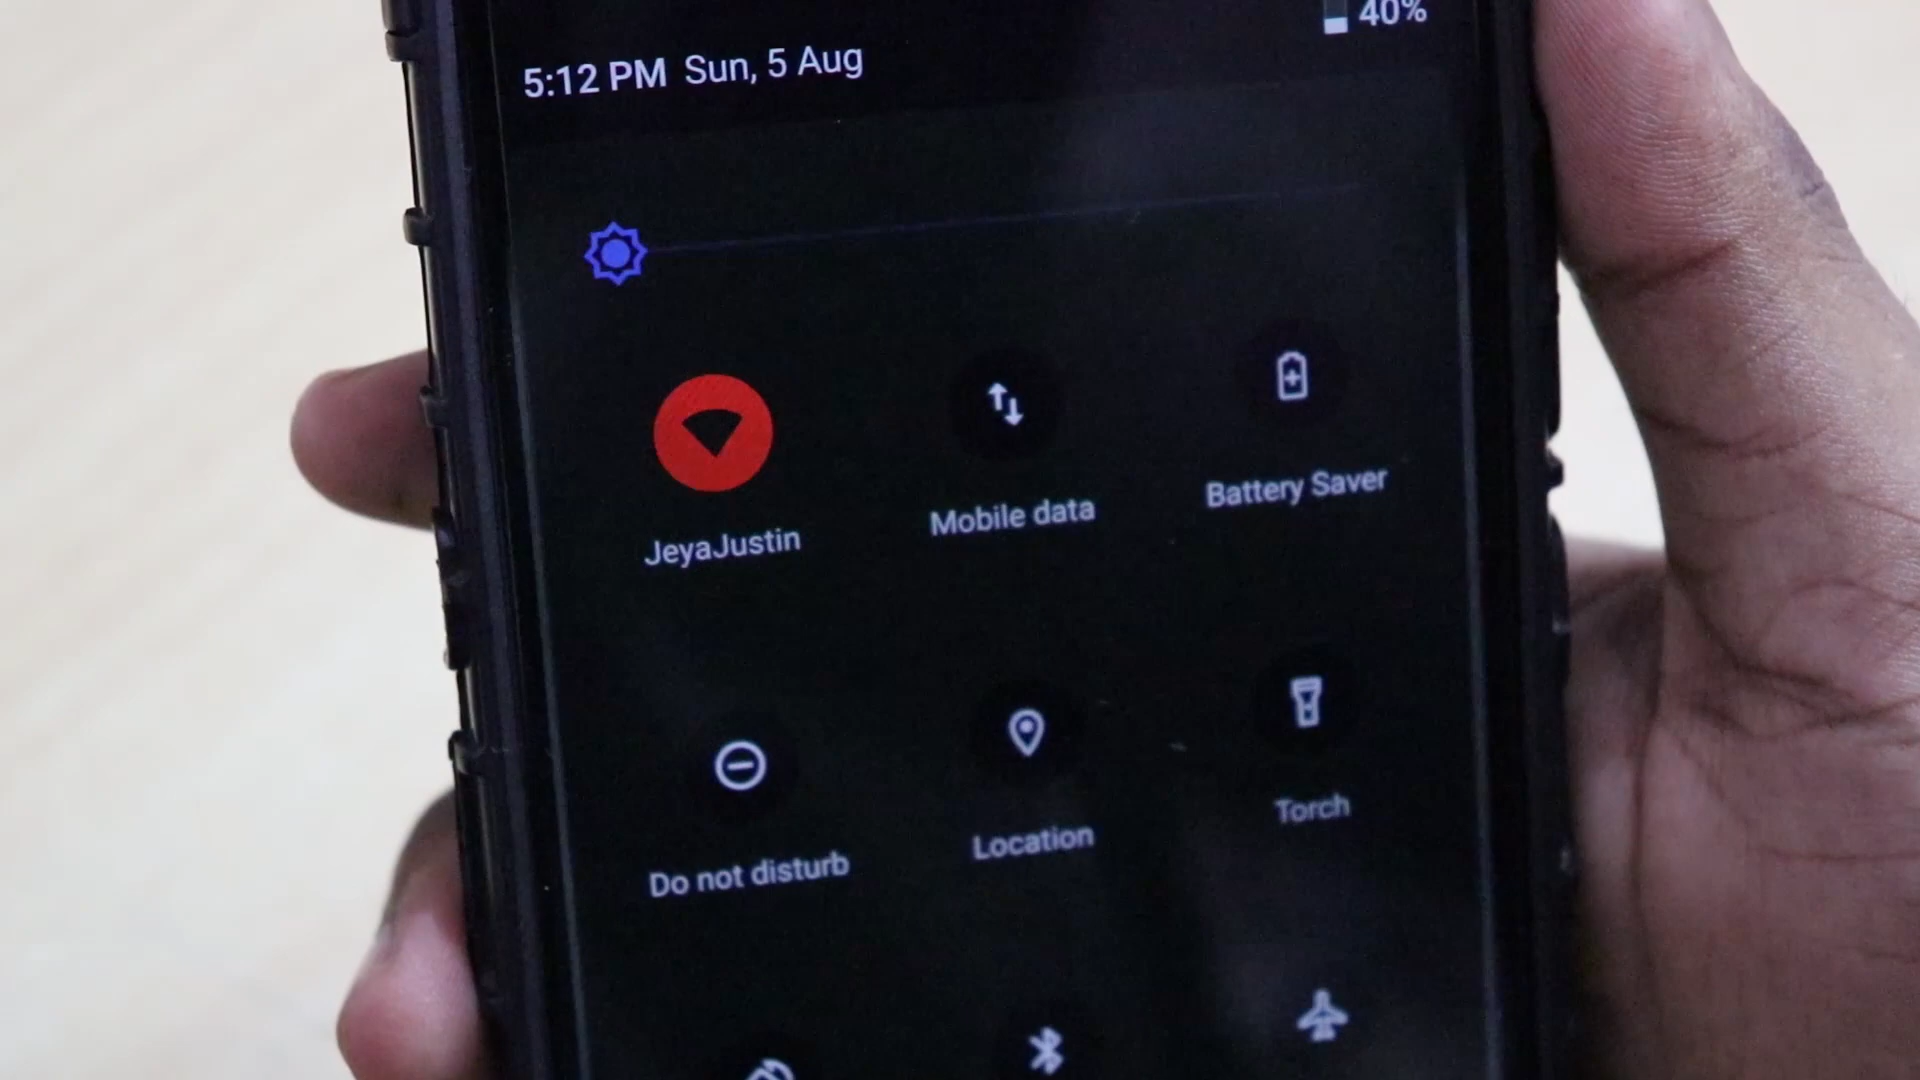 40%
5:12 PM Sun, 5 Aug
JeyaJustin
Mobile data
Battery Saver
Do not disturb
Location
Torch